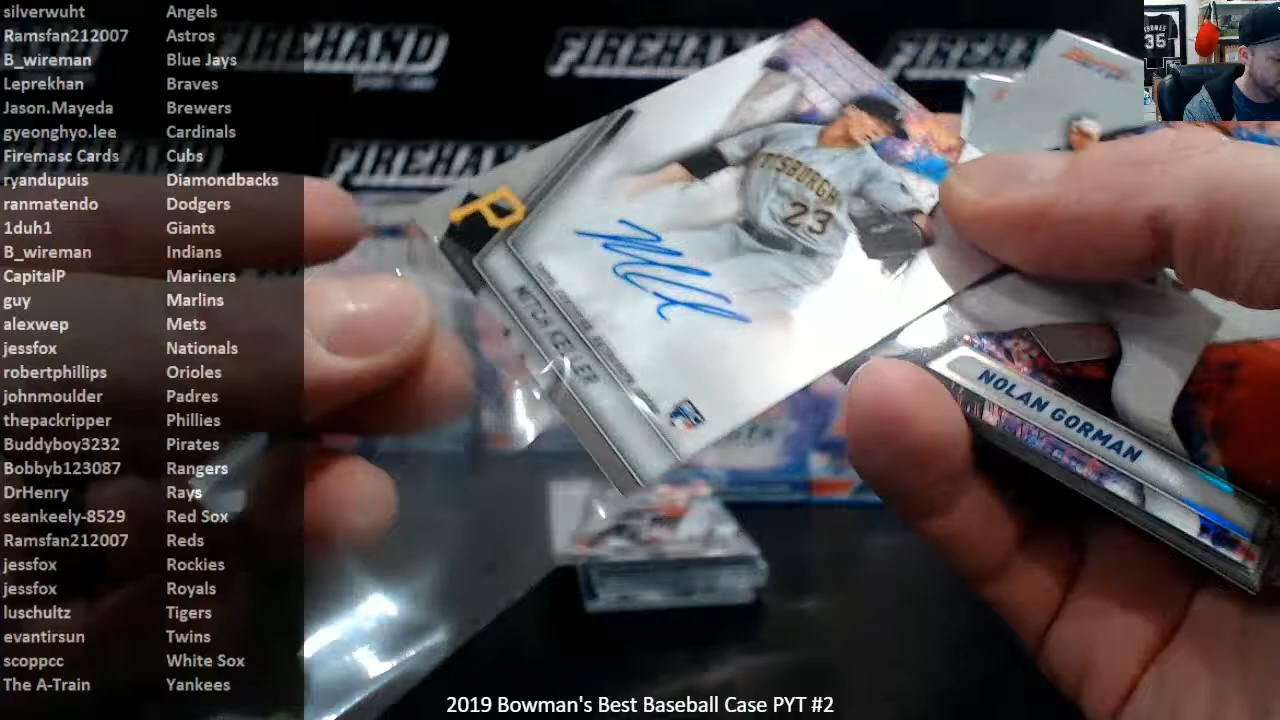 silverwuht Angels
Ramsfan212007 Astros
B_wireman Blue Jays
Leprekhan Braves
Jason.Mayeda Brewers
gyeonghyo.lee Cardinals
Firemasc Cards Cubs
ryandupuis Diamondbacks
ranmatendo Dodgers
1duh1 Giants
B_wireman Indians
CapitalP Mariners
guy Marlins
alexwep Mets
jessfox Nationals
robertphillips Orioles
johnmoulder Padres
thepackripper Phillies
Buddyboy3232 Pirates
Bobbyb123087 Rangers
DrHenry Rays
seankeely-8529 Red Sox
Ramsfan212007 Reds
jessfox Rockies
jessfox Royals
luschultz Tigers
evantirsun Twins
scoppcc White Sox
The A-Train Yankees
FIREHAND
FIREHAND
FIREHAND
FIREHAND
35
P
PITTSBURGH
23
MITCH KELLER
NOLAN GORMAN
2019 Bowman's Best Baseball Case PYT #2